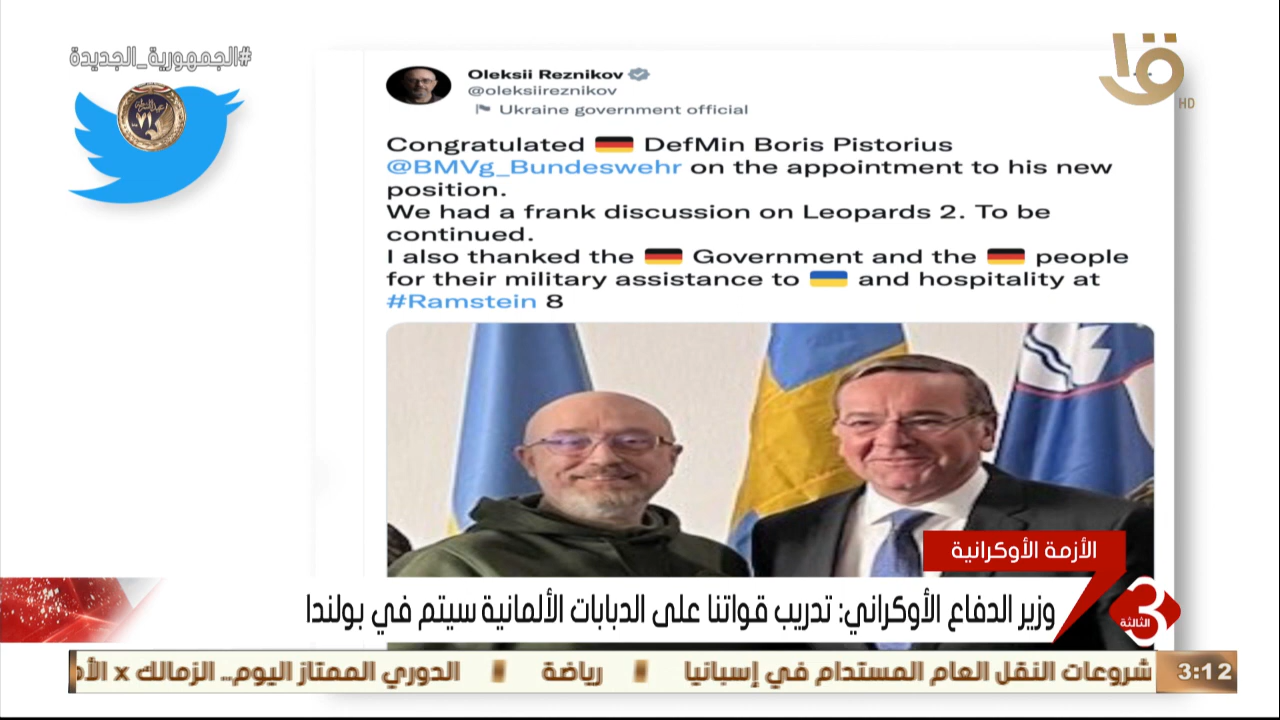 #الجمهورية_الجديدة
HD
Oleksii Reznikov
@oleksiireznikov
Ukraine government official
Congratulated DefMin Boris Pistorius
@BMVg_Bundeswehr on the appointment to his new
position.
We had a frank discussion on Leopards 2. To be
continued.
I also thanked the Government and the people
for their military assistance to and hospitality at
#Ramstein 8
الأزمة الأوكرانية
وزير الدفاع الأوكراني: تدريب قواتنا على الدبابات الألمانية سيتم في بولندا
3
الثالثة
شروعات النقل العام المستدام في إسبانيا رياضة الدوري الممتاز اليوم.. الزمالك x الأ
3:12